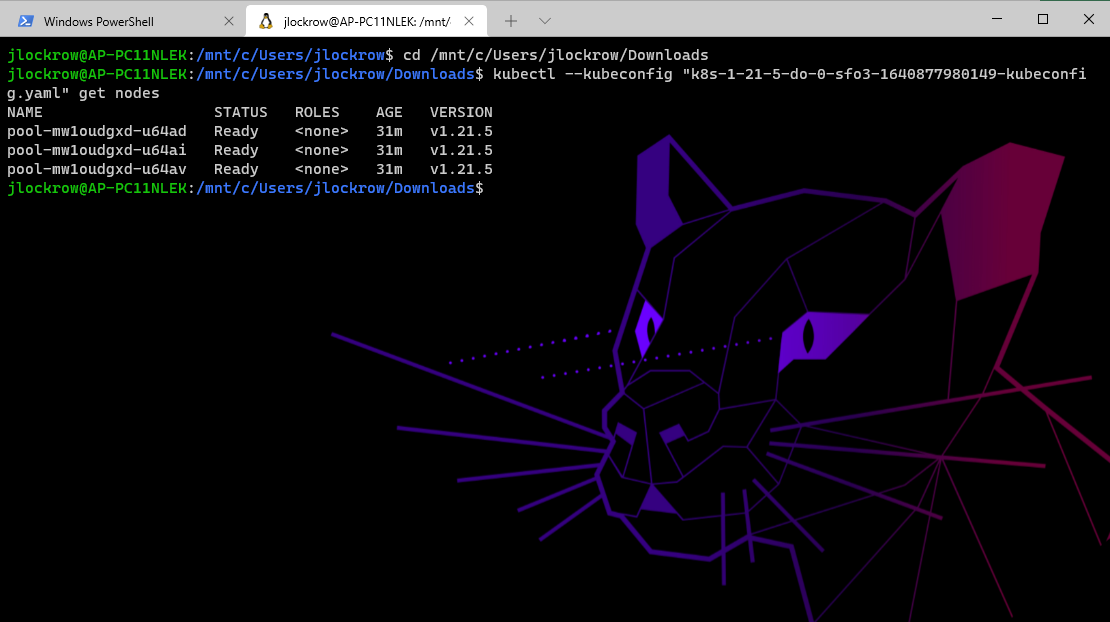 Windows PowerShell
jlockrow@AP-PC11NLEK: /mnt/
jlockrow@AP-PC11NLEK:/mnt/c/Users/jlockrow$ cd /mnt/c/Users/jlockrow/Downloads
jlockrow@AP-PC11NLEK:/mnt/c/Users/jlockrow/Downloads$ kubectl --kubeconfig "k8s-1-21-5-do-0-sfo3-1640877980149-kubeconfi
g.yaml" get nodes
NAME STATUS ROLES AGE VERSION
pool-mw1oudgxd-u64ad Ready <none> 31m v1.21.5
pool-mw1oudgxd-u64ai Ready <none> 31m v1.21.5
pool-mw1oudgxd-u64av Ready <none> 31m v1.21.5
jlockrow@AP-PC11NLEK:/mnt/c/Users/jlockrow/Downloads$